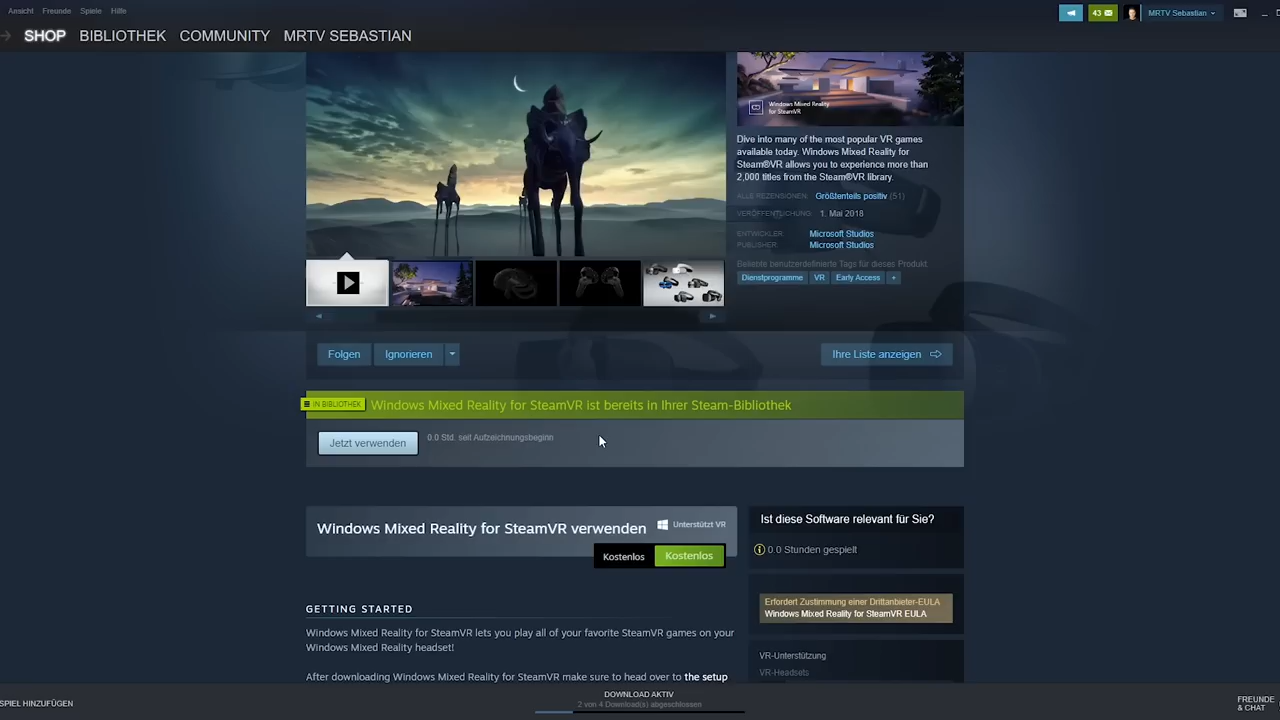 Ansicht Freunde Spiele Hilfe
43
MRTV Sebastian
SHOP BIBLIOTHEK COMMUNITY MRTV SEBASTIAN
Windows Mixed Reality
for SteamVR
Dive into many of the most popular VR games
available today. Windows Mixed Reality for
Steam®VR allows you to experience more than
2,000 titles from the Steam®VR library.
ALLE REZENSIONEN: Größtenteils positiv (51)
VERÖFFENTLICHUNG: 1. Mai 2018
ENTWICKLER: Microsoft Studios
PUBLISHER: Microsoft Studios
Beliebte benutzerdefinierte Tags für dieses Produkt:
Dienstprogramme VR Early Access +
Folgen Ignorieren
Ihre Liste anzeigen
IN BIBLIOTHEK Windows Mixed Reality for SteamVR ist bereits in Ihrer Steam-Bibliothek
Jetzt verwenden 0.0 Std. seit Aufzeichnungsbeginn
Windows Mixed Reality for SteamVR verwenden
Unterstützt VR
Kostenlos Kostenlos
Ist diese Software relevant für Sie?
0.0 Stunden gespielt
Erfordert Zustimmung einer Drittanbieter-EULA
Windows Mixed Reality for SteamVR EULA
GETTING STARTED
Windows Mixed Reality for SteamVR lets you play all of your favorite SteamVR games on your
Windows Mixed Reality headset!
After downloading Windows Mixed Reality for SteamVR make sure to head over to the setup
VR-Unterstützung
VR-Headsets
SPIEL HINZUFÜGEN
DOWNLOAD AKTIV
2 von 4 Download(s) abgeschlossen
FREUNDE
& CHAT